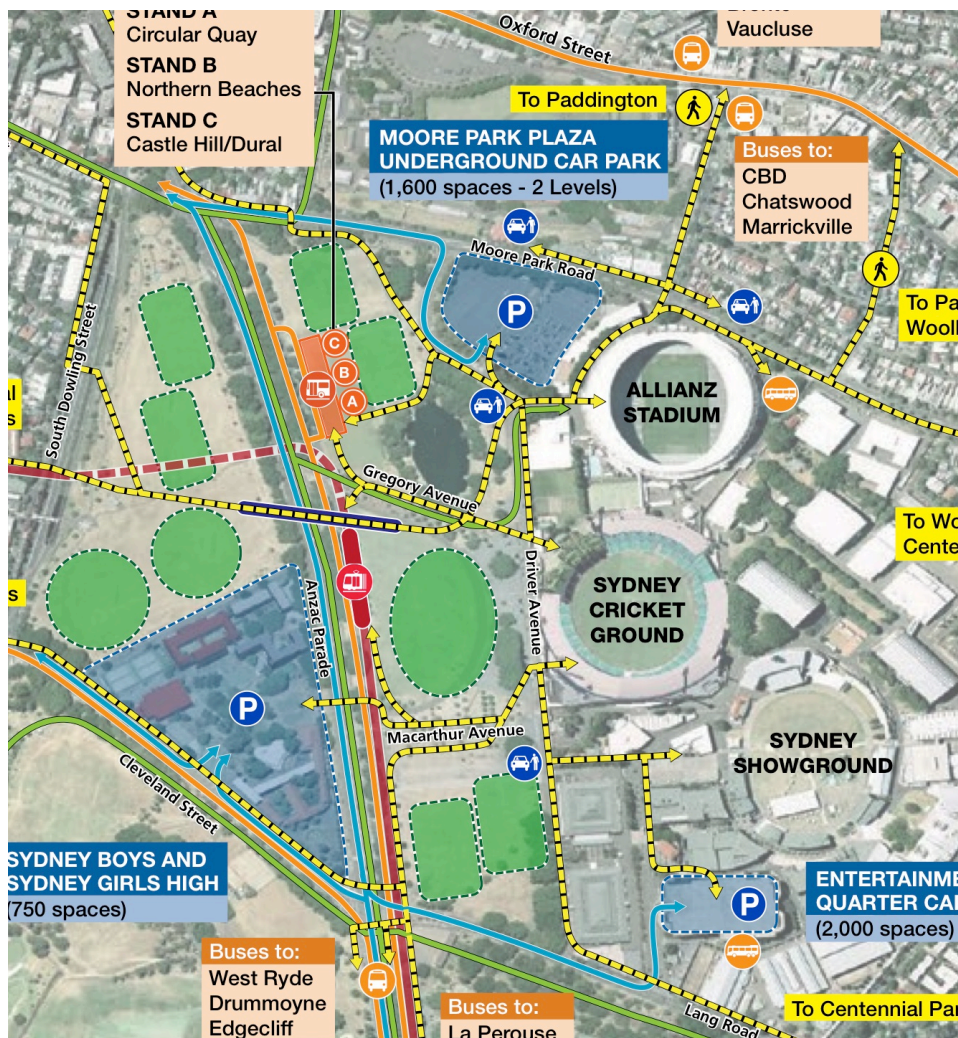 STAND A
Circular Quay
STAND B
Northern Beaches
STAND C
Castle Hill/Dural
Oxford Street
Vaucluse
To Paddington
MOORE PARK PLAZA
UNDERGROUND CAR PARK
(1,600 spaces - 2 Levels)
Buses to:
CBD
Chatswood
Marrickville
Moore Park Road
P
To Pa
Wooll
South Dowling Street
C
B
A
ALLIANZ
STADIUM
al
s
Gregory Avenue
To Wo
Cente
Driver Avenue
SYDNEY
CRICKET
GROUND
Anzac Parade
s
P
Macarthur Avenue
SYDNEY
SHOWGROUND
Cleveland Street
SYDNEY BOYS AND
SYDNEY GIRLS HIGH
(750 spaces)
P
ENTERTAINME
QUARTER CA
(2,000 spaces)
Buses to:
West Ryde
Drummoyne
Edgecliff
Buses to:
La Perouse
Lang Road
To Centennial Par